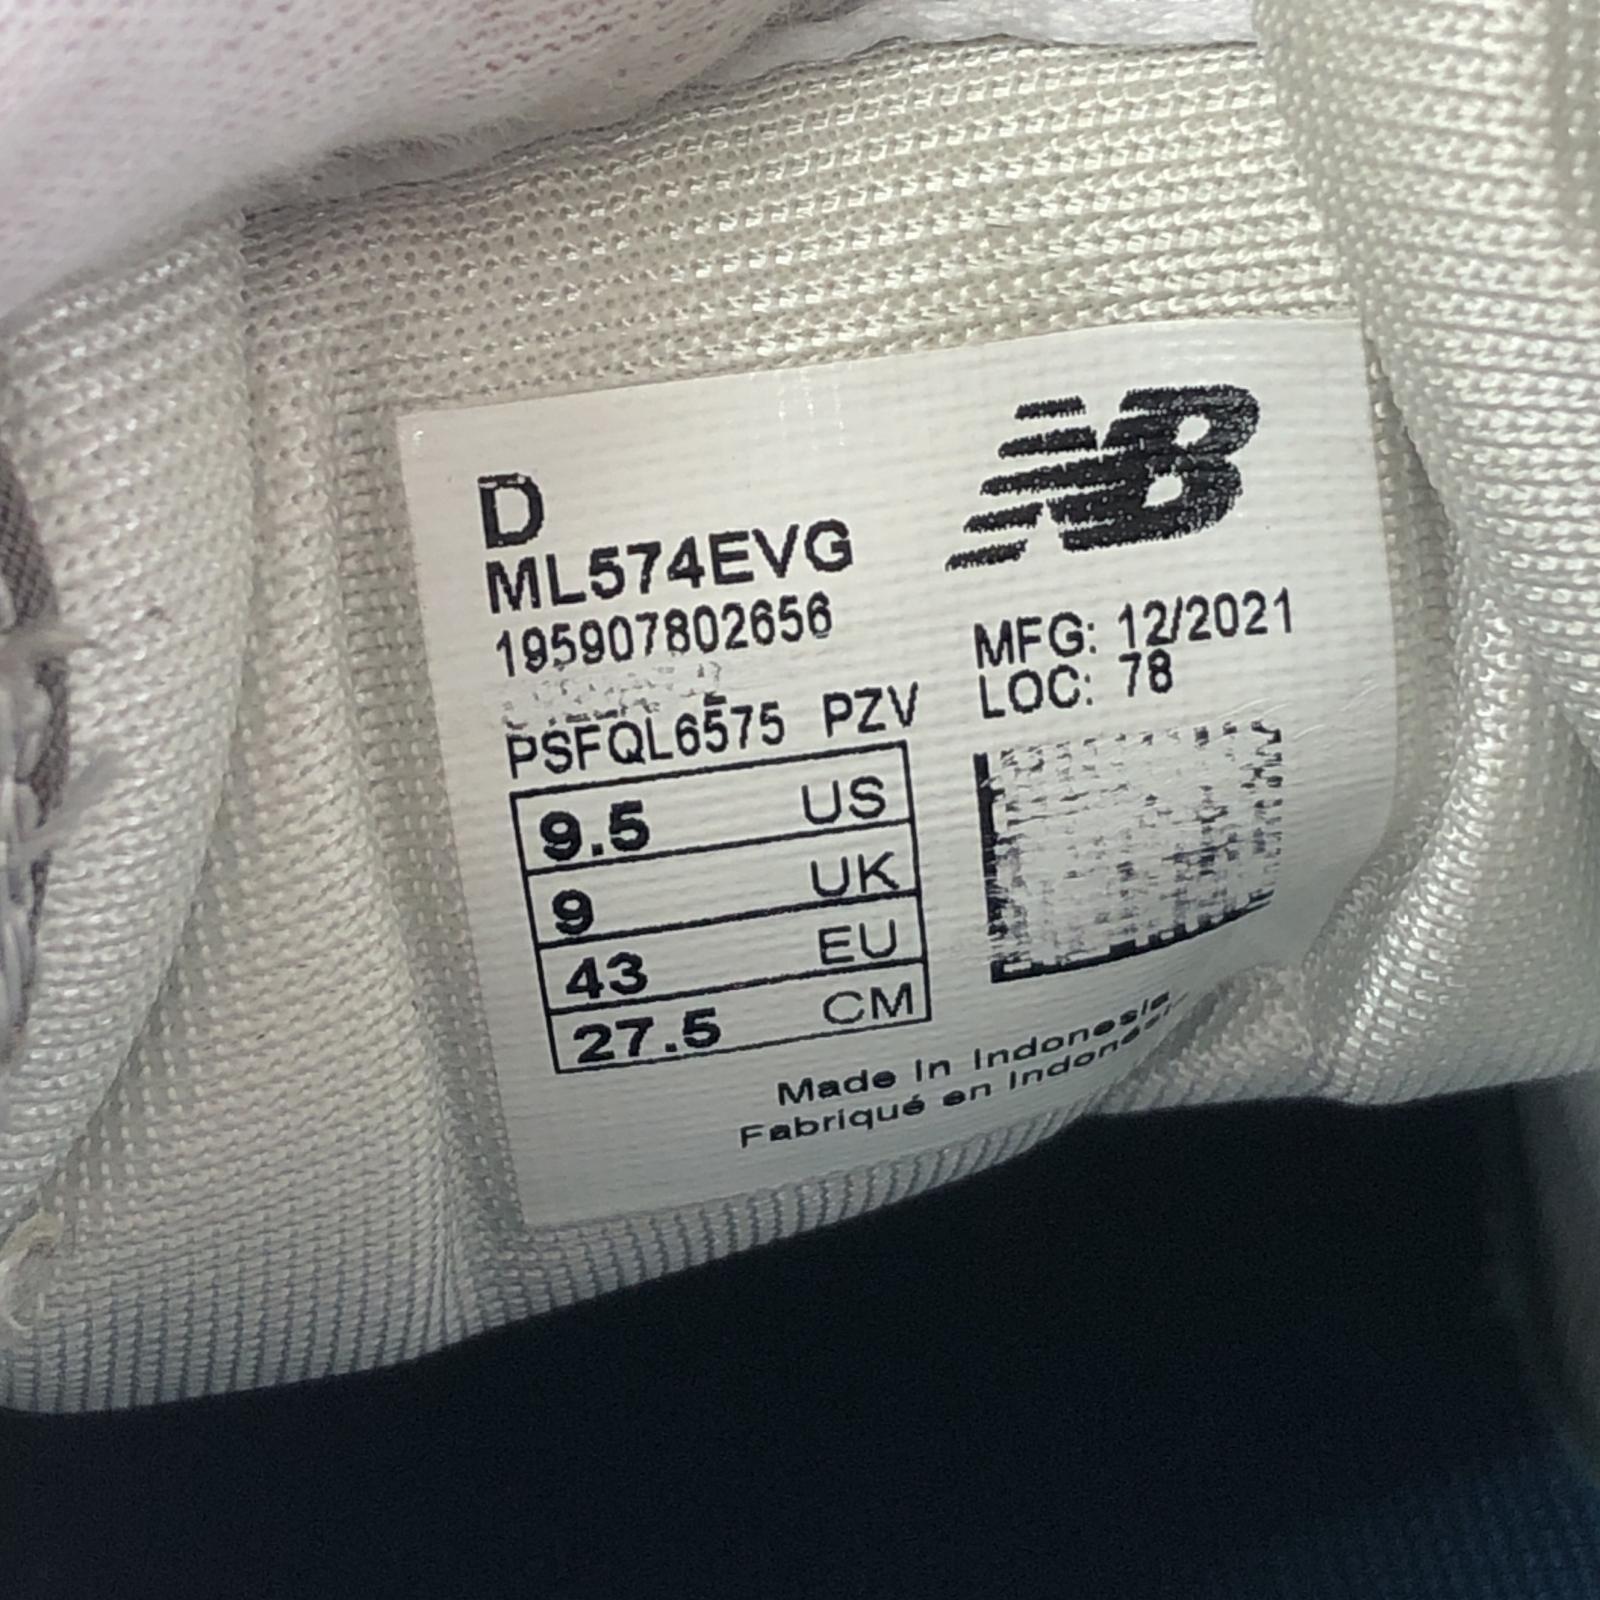 D
ML574EVG
195907802656
PSFQL6575 PZV
9.5 US
9 UK
43 EU
27.5 CM
NB
MFG: 12/2021
LOC: 78
Made in Indonesia
Fabriqué en